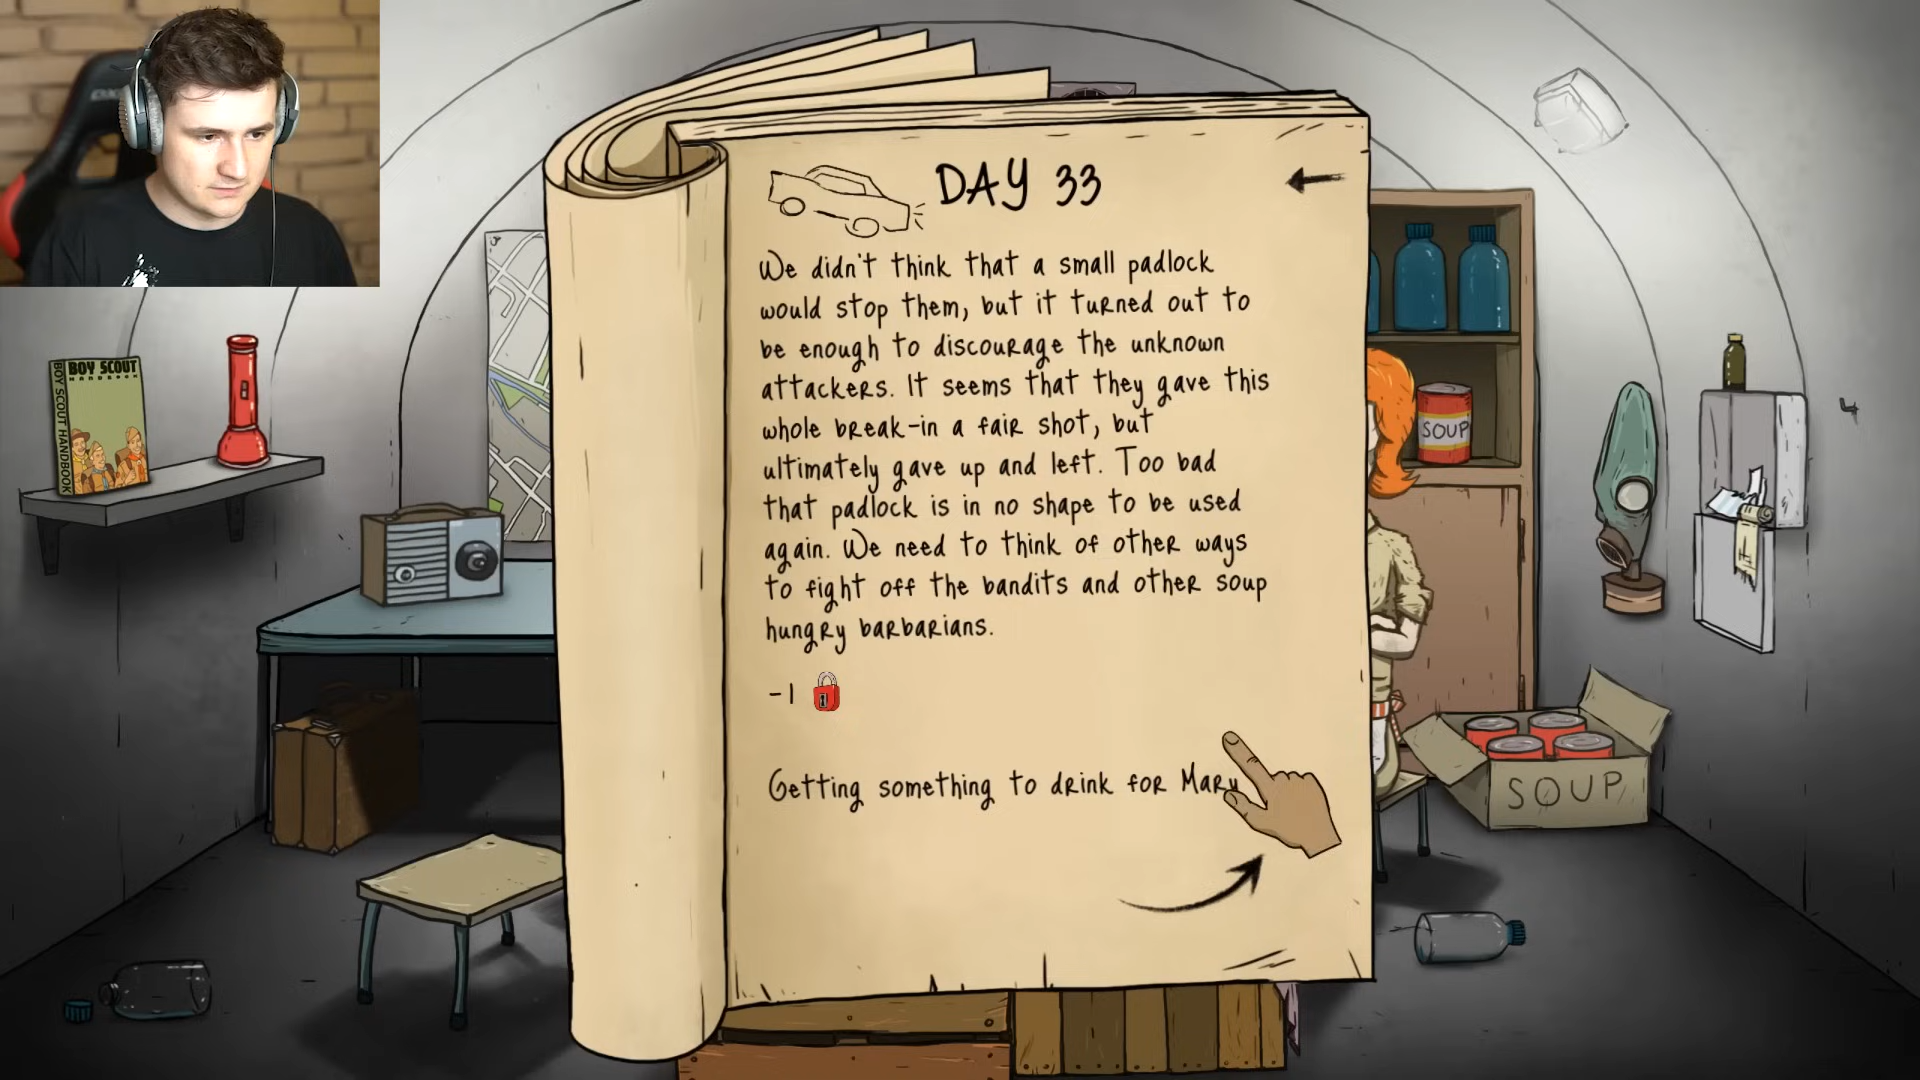 DAY 33
We didn't think that a small padlock
would stop them, but it turned out to
be enough to discourage the unknown
attackers. It seems that they gave this
whole break-in a fair shot, but
ultimately gave up and left. Too bad
that padlock is in no shape to be used
again. We need to think of other ways
to fight off the bandits and other soup
hungry barbarians.
-1
Getting something to drink for Mary
BOY SCOUT
HANDBOOK
BOY SCOUT HANDBOOK
SOUP
SOUP